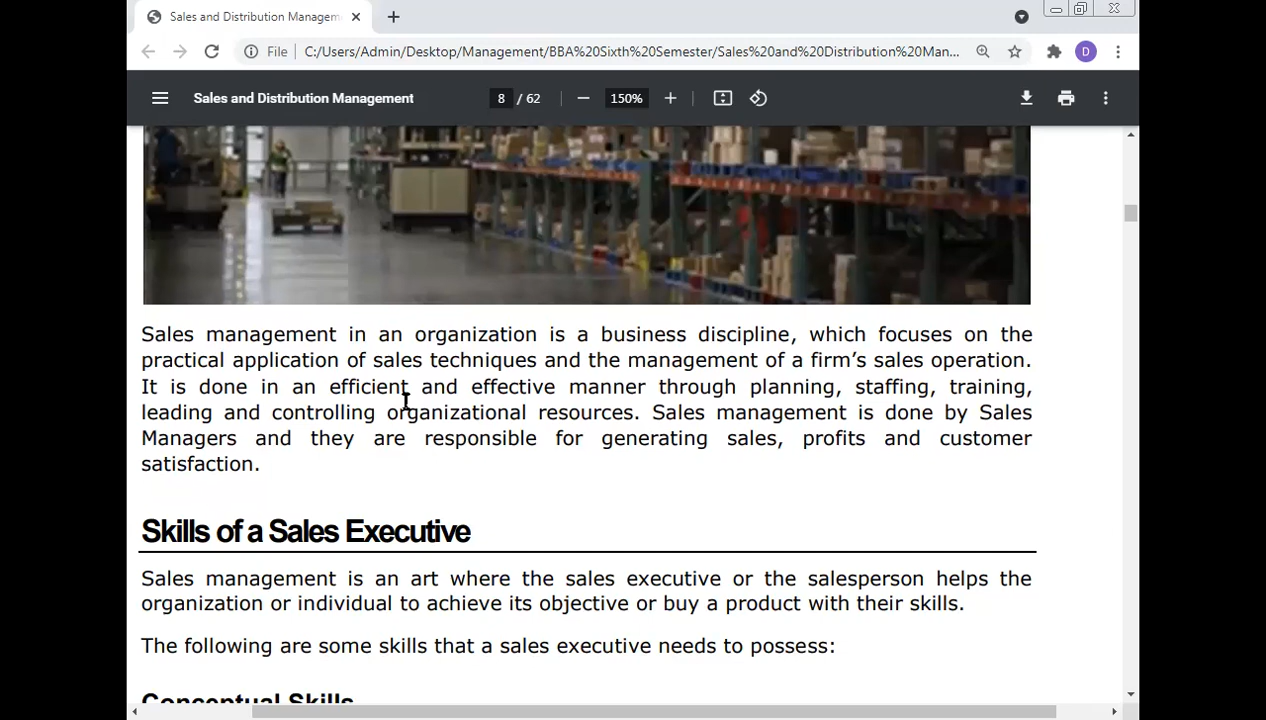 Sales and Distribution Managem
File C:/Users/Admin/Desktop/Management/BBA%20Sixth%20Semester/Sales%20and%20Distribution%20Man... D
Sales and Distribution Management 8 / 62 150%
Sales management in an organization is a business discipline, which focuses on the
practical application of sales techniques and the management of a firm’s sales operation.
It is done in an efficient and effective manner through planning, staffing, training,
leading and controlling organizational resources. Sales management is done by Sales
Managers and they are responsible for generating sales, profits and customer
satisfaction.
Skills of a Sales Executive
Sales management is an art where the sales executive or the salesperson helps the
organization or individual to achieve its objective or buy a product with their skills.
The following are some skills that a sales executive needs to possess:
Conceptual Skills